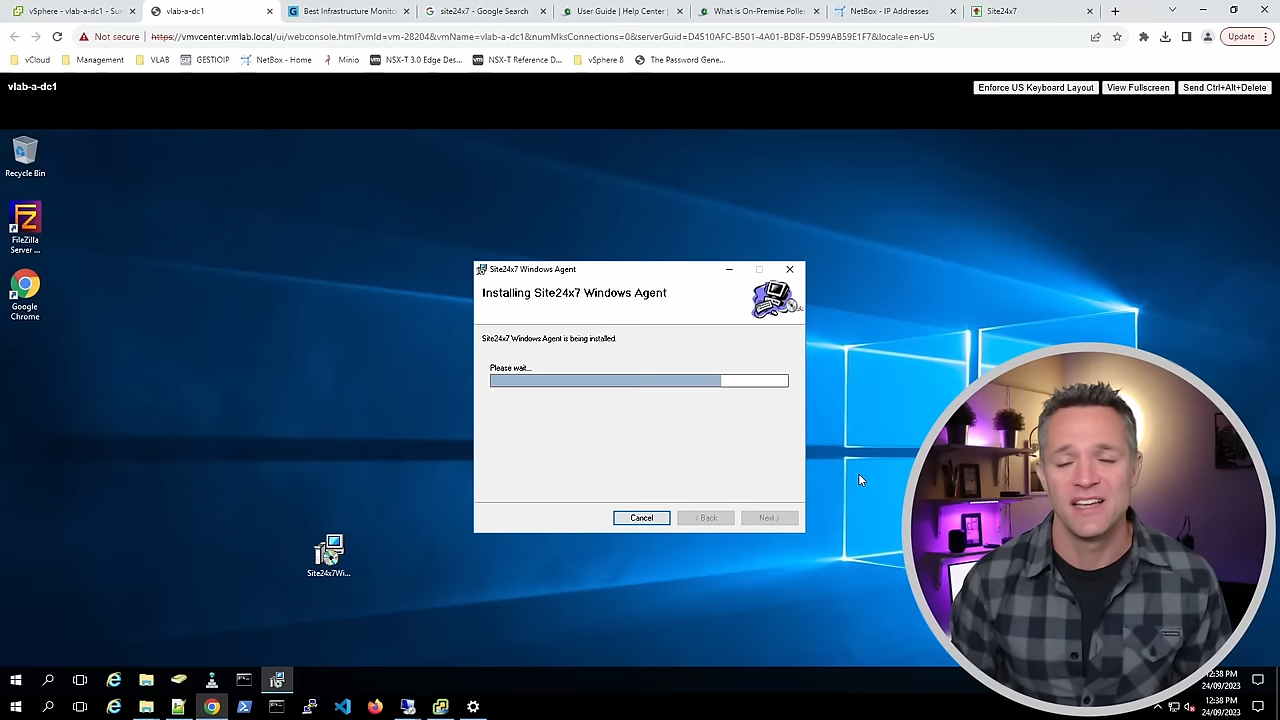 vSphere - vlab-a-dc1 - Sum
vlab-a-dc1
Best Infrastructure Monito
site24x7 - Google Search
User Guide | Help Center
What is On-Premise Poller
NetBox - IP Addresses
Site24x7
Not secure
https://vmvcenter.vmlab.local/ui/webconsole.html?vmId=vm-28204&vmName=vlab-a-dc1&numMksConnections=0&serverGuid=D4510AFC-B501-4A01-BD8F-D599AB59E1F7&locale=en-US
Update
vCloud
Management
VLAB
GESTIOIP
NetBox - Home
Minio
NSX-T 3.0 Edge Des...
NSX-T Reference D...
vSphere 8
The Password Gene...
vlab-a-dc1
Enforce US Keyboard Layout
View Fullscreen
Send Ctrl+Alt+Delete
Recycle Bin
FileZilla
Server ...
Google
Chrome
Site24x7 Windows Agent
Installing Site24x7 Windows Agent
Site24x7 Windows Agent is being installed.
Please wait...
Cancel
< Back
Next >
Site24x7Wi...
12:38 PM
24/09/2023
12:38 PM
24/09/2023